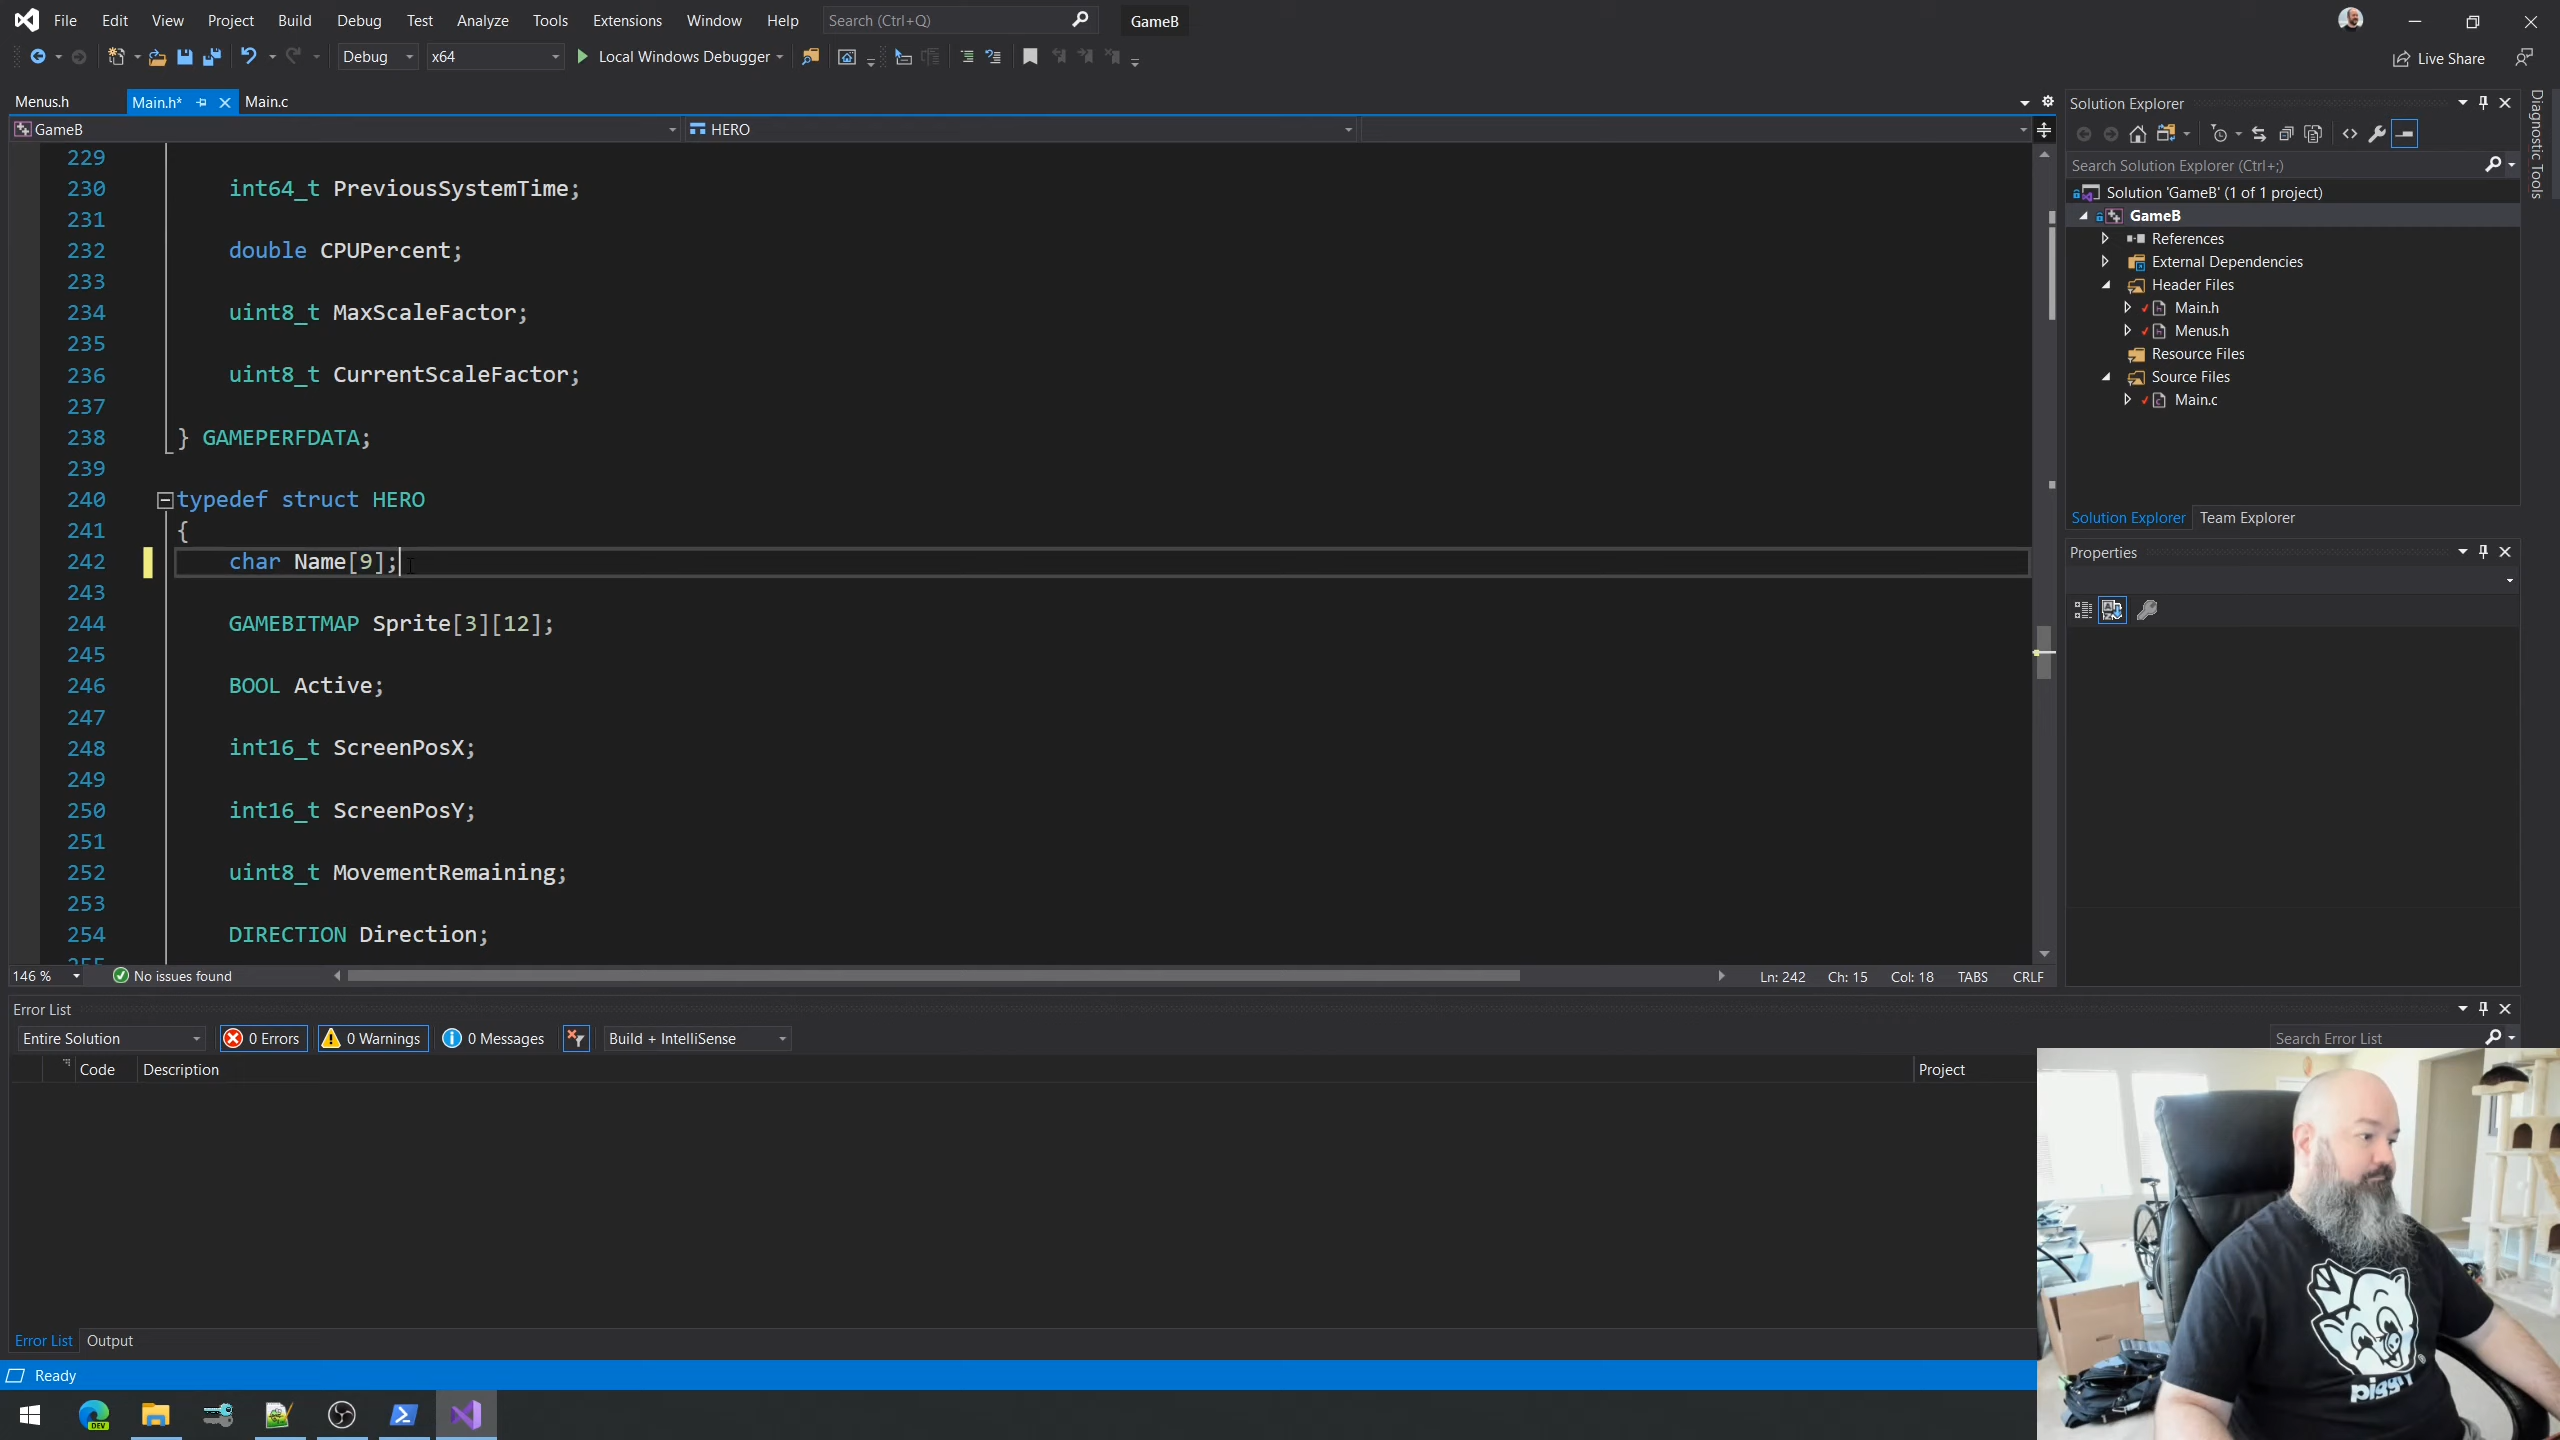 File Edit View Project Build Debug Test Analyze Tools Extensions Window Help Search (Ctrl+Q) GameB
Debug x64 Local Windows Debugger Live Share
Menus.h Main.h* Main.c
GameB HERO
229
230 int64_t PreviousSystemTime;
231
232 double CPUPercent;
233
234 uint8_t MaxScaleFactor;
235
236 uint8_t CurrentScaleFactor;
237
238 } GAMEPERFDATA;
239
240 typedef struct HERO
241 {
242 char Name[9];
243
244 GAMEBITMAP Sprite[3][12];
245
246 BOOL Active;
247
248 int16_t ScreenPosX;
249
250 int16_t ScreenPosY;
251
252 uint8_t MovementRemaining;
253
254 DIRECTION Direction;
255
146 % No issues found Ln: 242 Ch: 15 Col: 18 TABS CRLF
Solution Explorer
Search Solution Explorer (Ctrl+;)
Solution 'GameB' (1 of 1 project)
GameB
References
External Dependencies
Header Files
Main.h
Menus.h
Resource Files
Source Files
Main.c
Solution Explorer Team Explorer
Properties
Diagnostic Tools
Error List
Entire Solution 0 Errors 0 Warnings 0 Messages Build + IntelliSense Search Error List
Code Description Project
Error List Output
Ready
DEV
piggly